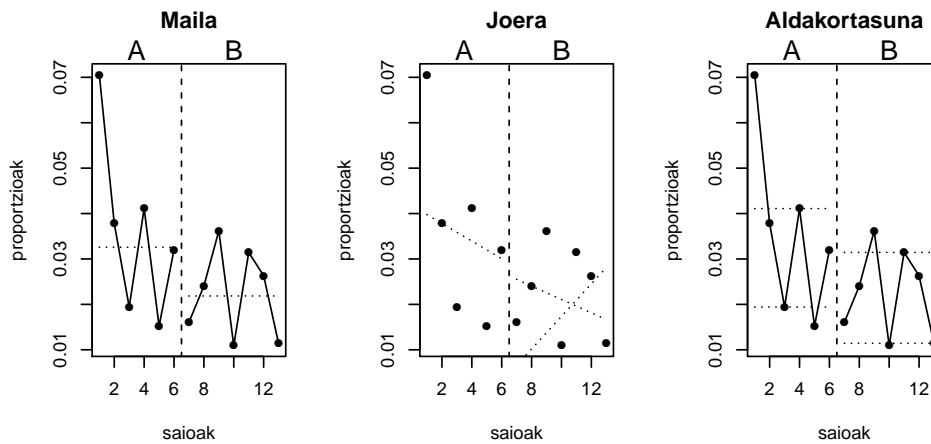 Maila
A B
0.01 0.03 0.05 0.07
proportzioak
2 4 6 8 12
saioak
Joera
A B
0.01 0.03 0.05 0.07
proportzioak
2 4 6 8 12
saioak
Aldakortasuna
A B
0.01 0.03 0.05 0.07
proportzioak
2 4 6 8 12
saioak